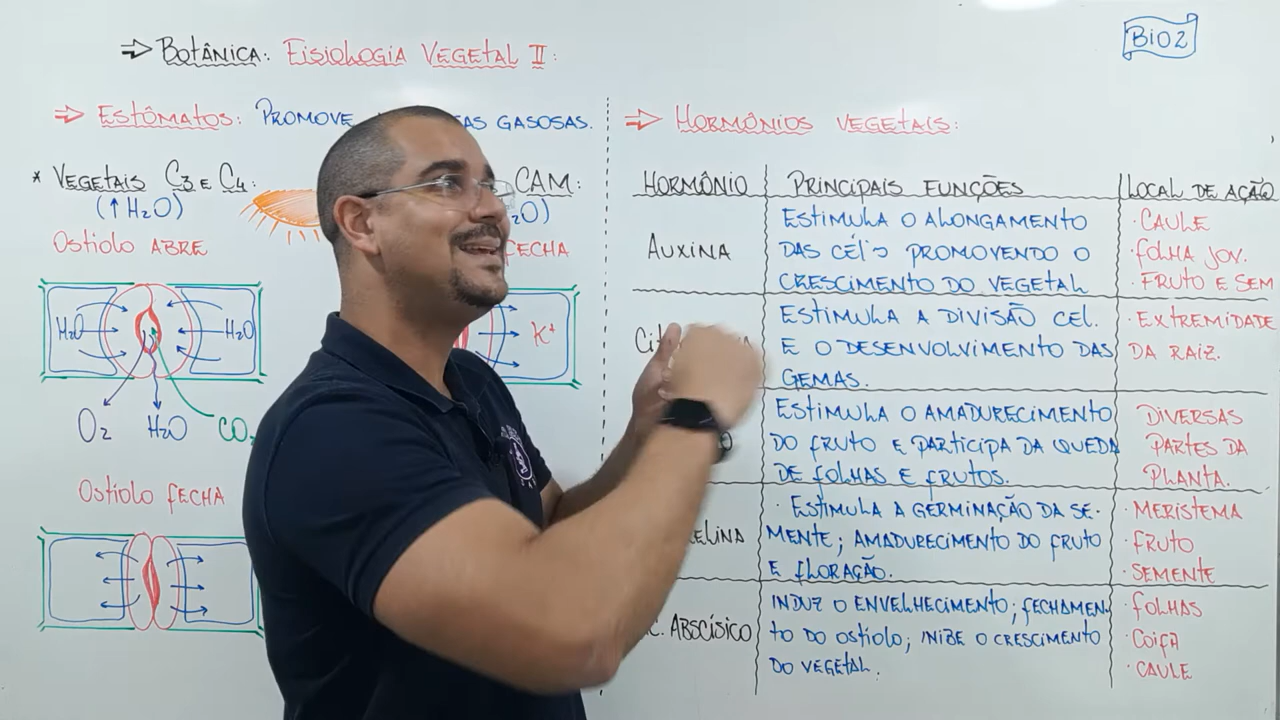 BIO2
⇒ BOTÂNICA: FISIOLOGIA VEGETAL II:
⇒ ESTÔMATOS: PROMOVE GASOSAS.
* VEGETAIS C3 E C4:
(↑H2O)
OSTÍOLO ABRE
H2O
H2O
O2
H2O
CO2
OSTÍOLO FECHA
CAM:
FECHA
K+
⇒ HORMÔNIOS VEGETAIS:
HORMÔNIO PRINCIPAIS FUNÇÕES LOCAL DE AÇÃO
AUXINA
ESTIMULA O ALONGAMENTO
DAS CÉL'S PROMOVENDO O
CRESCIMENTO DO VEGETAL
· CAULE
· FOLHA JOV.
· FRUTO E SEM
ESTIMULA A DIVISÃO CEL.
E O DESENVOLVIMENTO DAS
GEMAS.
· EXTREMIDADE
DA RAIZ.
ESTIMULA O AMADURECIMENTO
DO FRUTO E PARTICIPA DA QUEDA
DE FOLHAS E FRUTOS.
DIVERSAS
PARTES DA
PLANTA.
· ESTIMULA A GERMINAÇÃO DA SE-
MENTE; AMADURECIMENTO DO FRUTO
E FLORAÇÃO.
· MERISTEMA
· FRUTO
· SEMENTE
C. ABSCÍSICO
INDUZ O ENVELHECIMENTO; FECHAMEN-
TO DO OSTÍOLO; INIBE O CRESCIMENTO
DO VEGETAL.
· FOLHAS
· COIFA
· CAULE